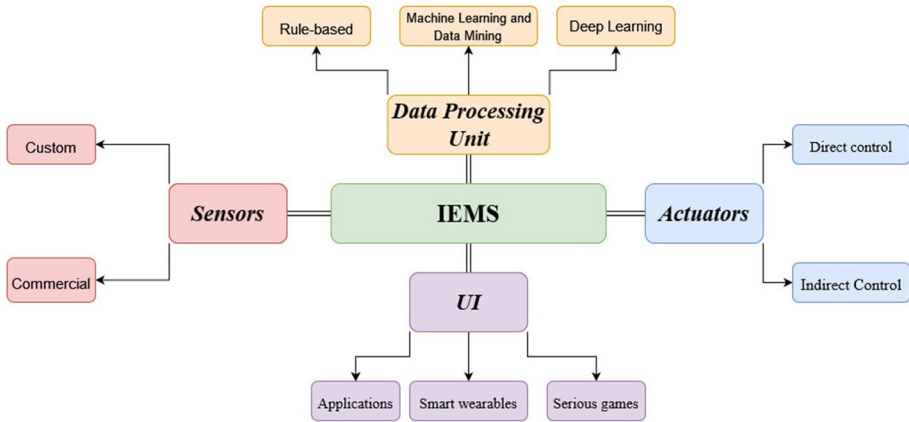 Rule-based
Machine Learning and
Data Mining
Deep Learning
Data Processing
Unit
Custom
Direct control
Sensors
IEMS
Actuators
Commercial
Indirect Control
UI
Applications
Smart wearables
Serious games